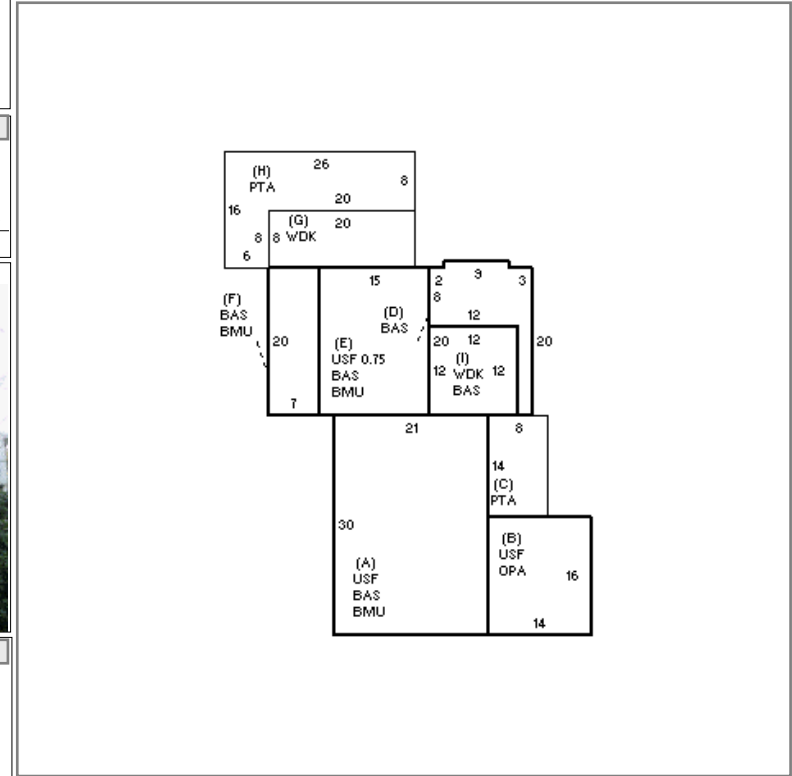 26
(H)
PTA
8
16
20
(G)
20
8
8
WDK
6
15
2
9
3
8
(F)
BAS
BMU
(D)
BAS
12
20
(E)
USF 0.75
BAS
BMU
20
12
(I)
12
WDK
12
BAS
20
7
21
8
14
(C)
PTA
30
(B)
USF
OPA
16
(A)
USF
BAS
BMU
14